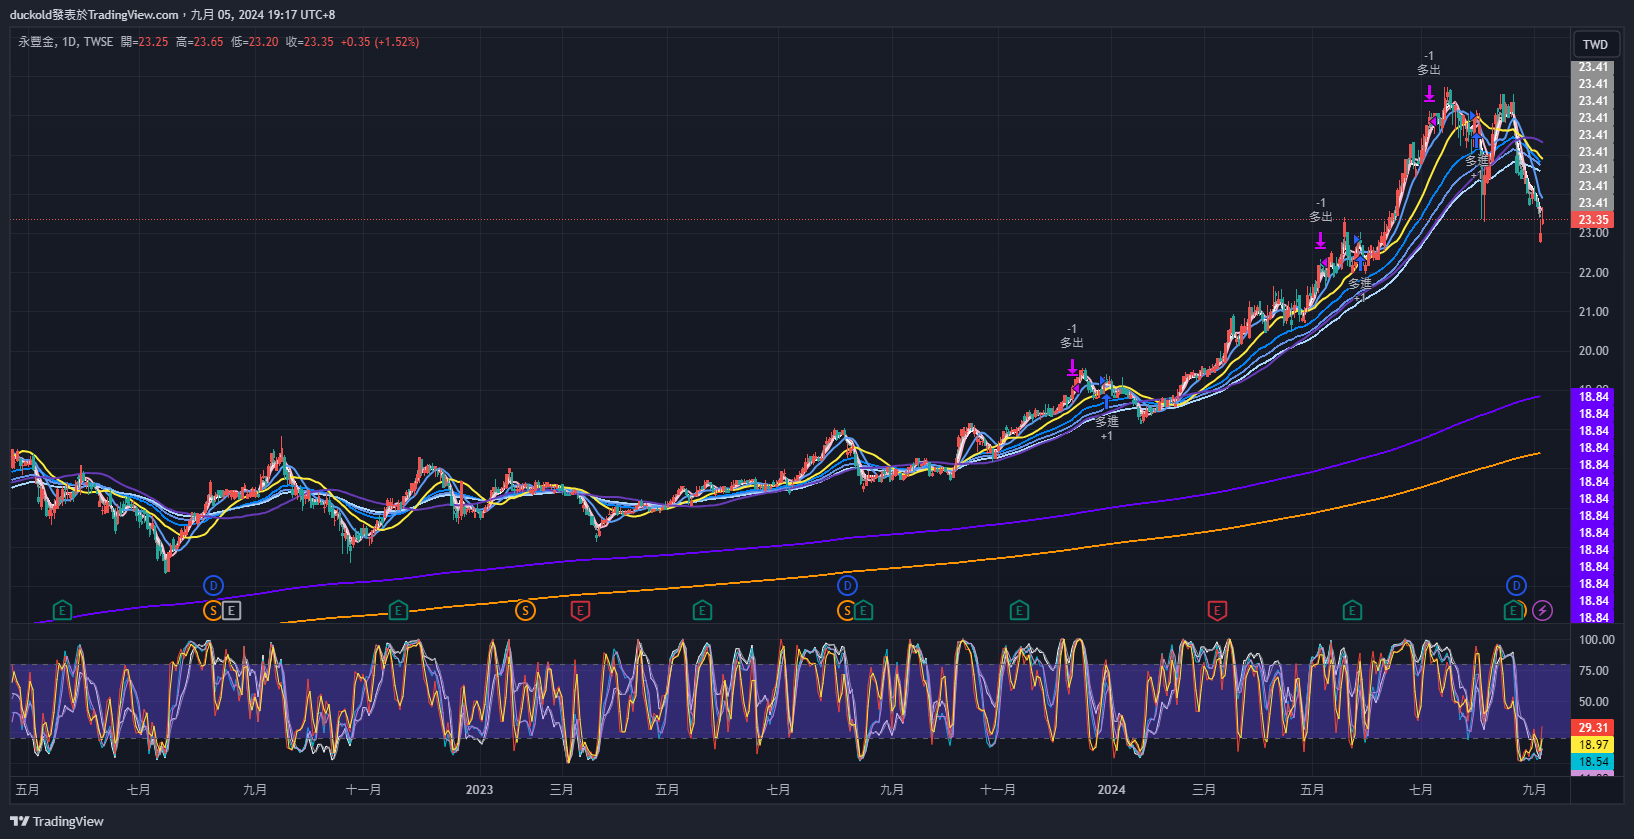 duckold發表於TradingView.com，九月 05, 2024 19:17 UTC+8
永豐金, 1D, TWSE 開=23.25 高=23.65 低=23.20 收=23.35 +0.35 (+1.52%)
TWD
-1
多出
23.41
23.41
23.41
23.41
23.41
23.41
23.41
23.41
23.41
23.35
23.00
多進
-1
多出
22.00
多進
+1
21.00
-1
多出
20.00
多進
+1
18.84
18.84
18.84
18.84
18.84
18.84
18.84
18.84
18.84
18.84
18.84
18.84
18.84
18.84
D
D
D
E
S
E
E
S
E
E
S
E
E
E
E
E
100.00
75.00
50.00
29.31
18.97
18.54
五月 七月 九月 十一月 2023 三月 五月 七月 九月 十一月 2024 三月 五月 七月 九月
TradingView